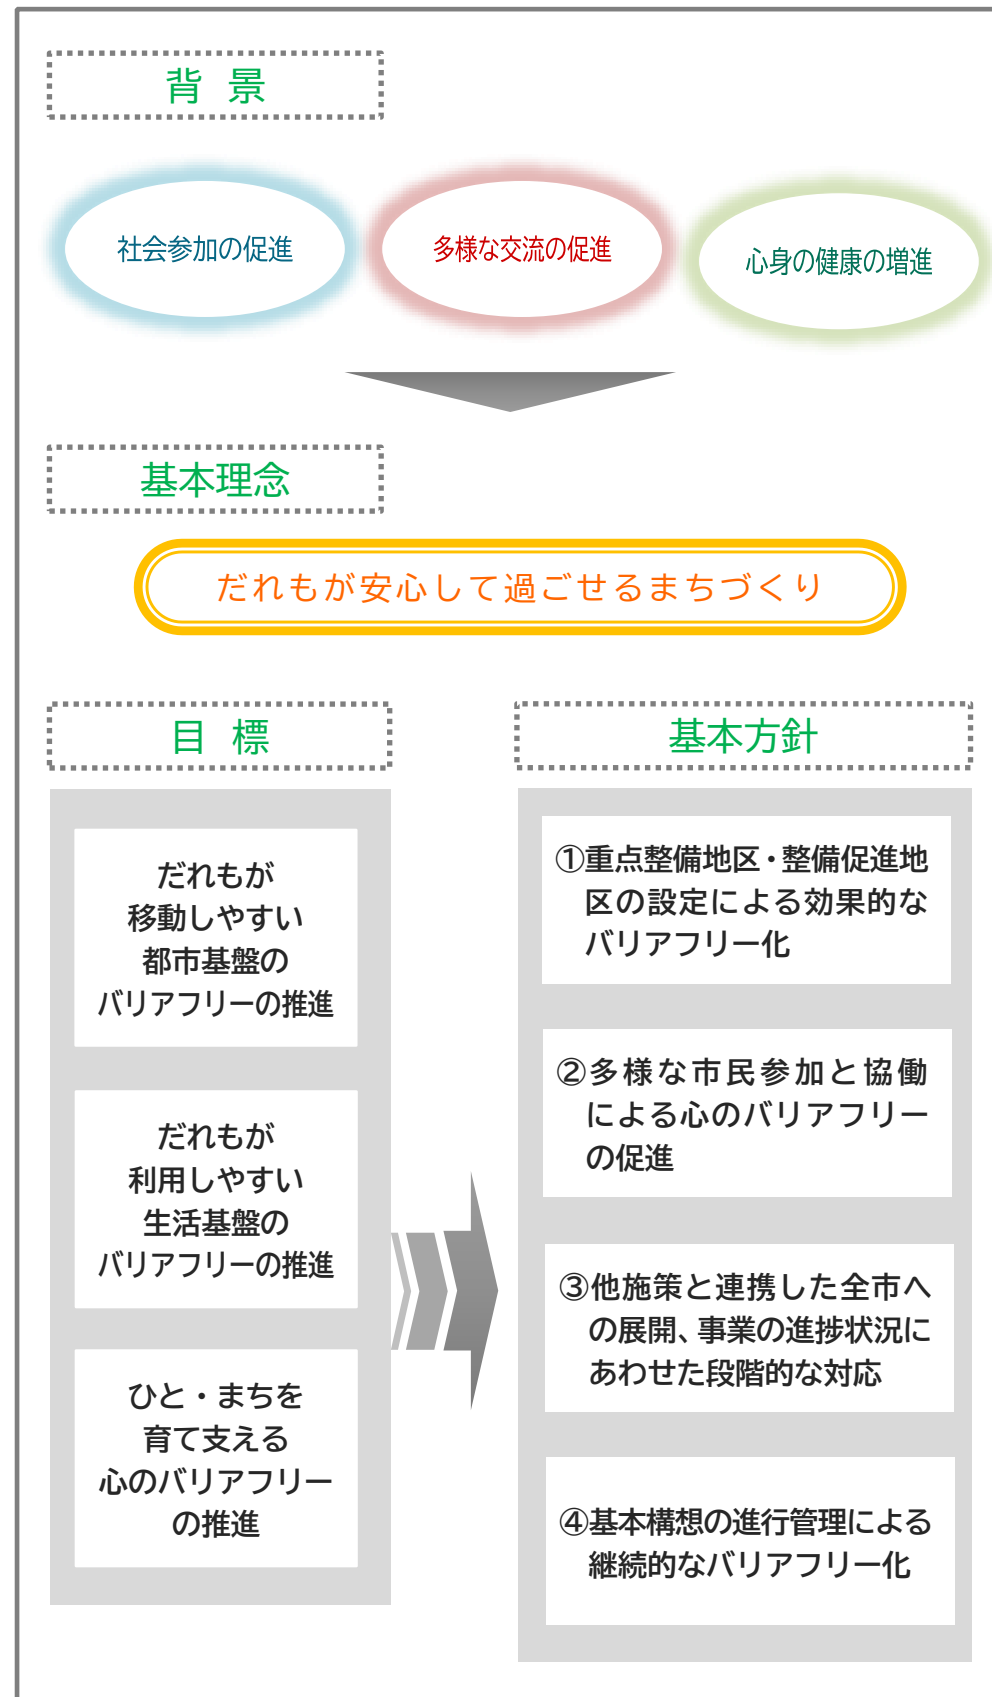 背 景
社会参加の促進
多様な交流の促進
心身の健康の増進
基本理念
だれもが安心して過ごせるまちづくり
目 標
だれもが
移動しやすい
都市基盤の
バリアフリーの推進
だれもが
利用しやすい
生活基盤の
バリアフリーの推進
ひと・まちを
育て支える
心のバリアフリー
の推進
基本方針
①重点整備地区・整備促進地
区の設定による効果的な
バリアフリー化
②多様な市民参加と協働
による心のバリアフリー
の促進
③他施策と連携した全市へ
の展開、事業の進捗状況に
あわせた段階的な対応
④基本構想の進行管理による
継続的なバリアフリー化